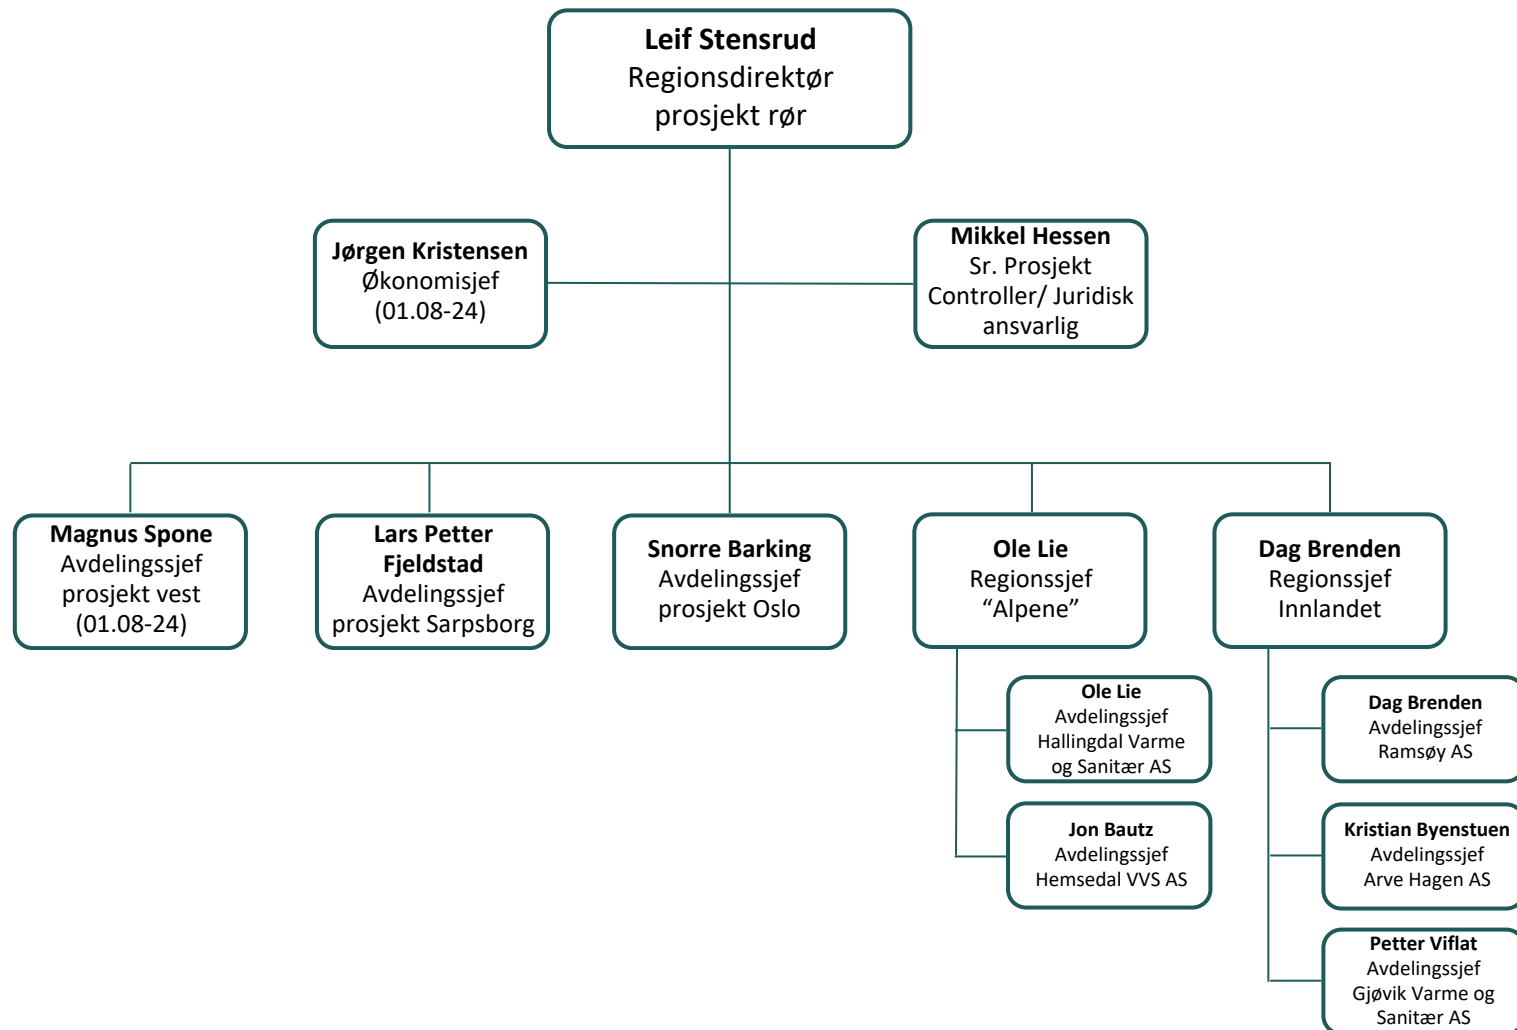 Leif Stensrud
Regionsdirektør
prosjekt rør
Jørgen Kristensen
Økonomisjef
(01.08-24)
Mikkel Hessen
Sr. Prosjekt
Controller/ Juridisk
ansvarlig
Magnus Spone
Avdelingssjef
prosjekt vest
(01.08-24)
Lars Petter
Fjeldstad
Avdelingssjef
prosjekt Sarpsborg
Snorre Barking
Avdelingssjef
prosjekt Oslo
Ole Lie
Regionssjef
“Alpene”
Dag Brenden
Regionssjef
Innlandet
Ole Lie
Avdelingssjef
Hallingdal Varme
og Sanitær AS
Jon Bautz
Avdelingssjef
Hemsedal VVS AS
Dag Brenden
Avdelingssjef
Ramsøy AS
Kristian Byenstuen
Avdelingssjef
Arve Hagen AS
Petter Viflat
Avdelingssjef
Gjøvik Varme og
Sanitær AS